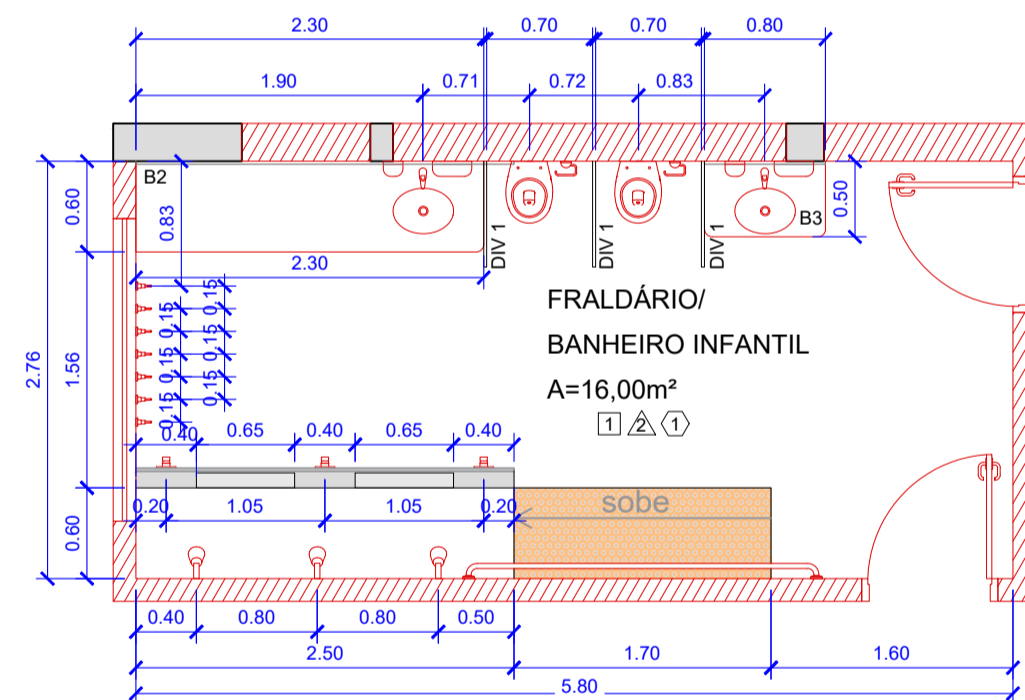 2.30 0.70 0.70 0.80
1.90 0.71 0.72 0.83
B2
B3
0.60
0.83
0.50
DIV 1 DIV 1 DIV 1
2.30
0.15
0.15 0.15
0.15 0.15
0.15 0.15
0.15 0.15
0.15
FRALDÁRIO/
BANHEIRO INFANTIL
A=16,00m²
1 2 1
2.76
1.56
0.40 0.65 0.40 0.65 0.40
0.20 1.05 1.05 0.20
sobe
0.60
0.40 0.80 0.80 0.50
2.50 1.70 1.60
5.80